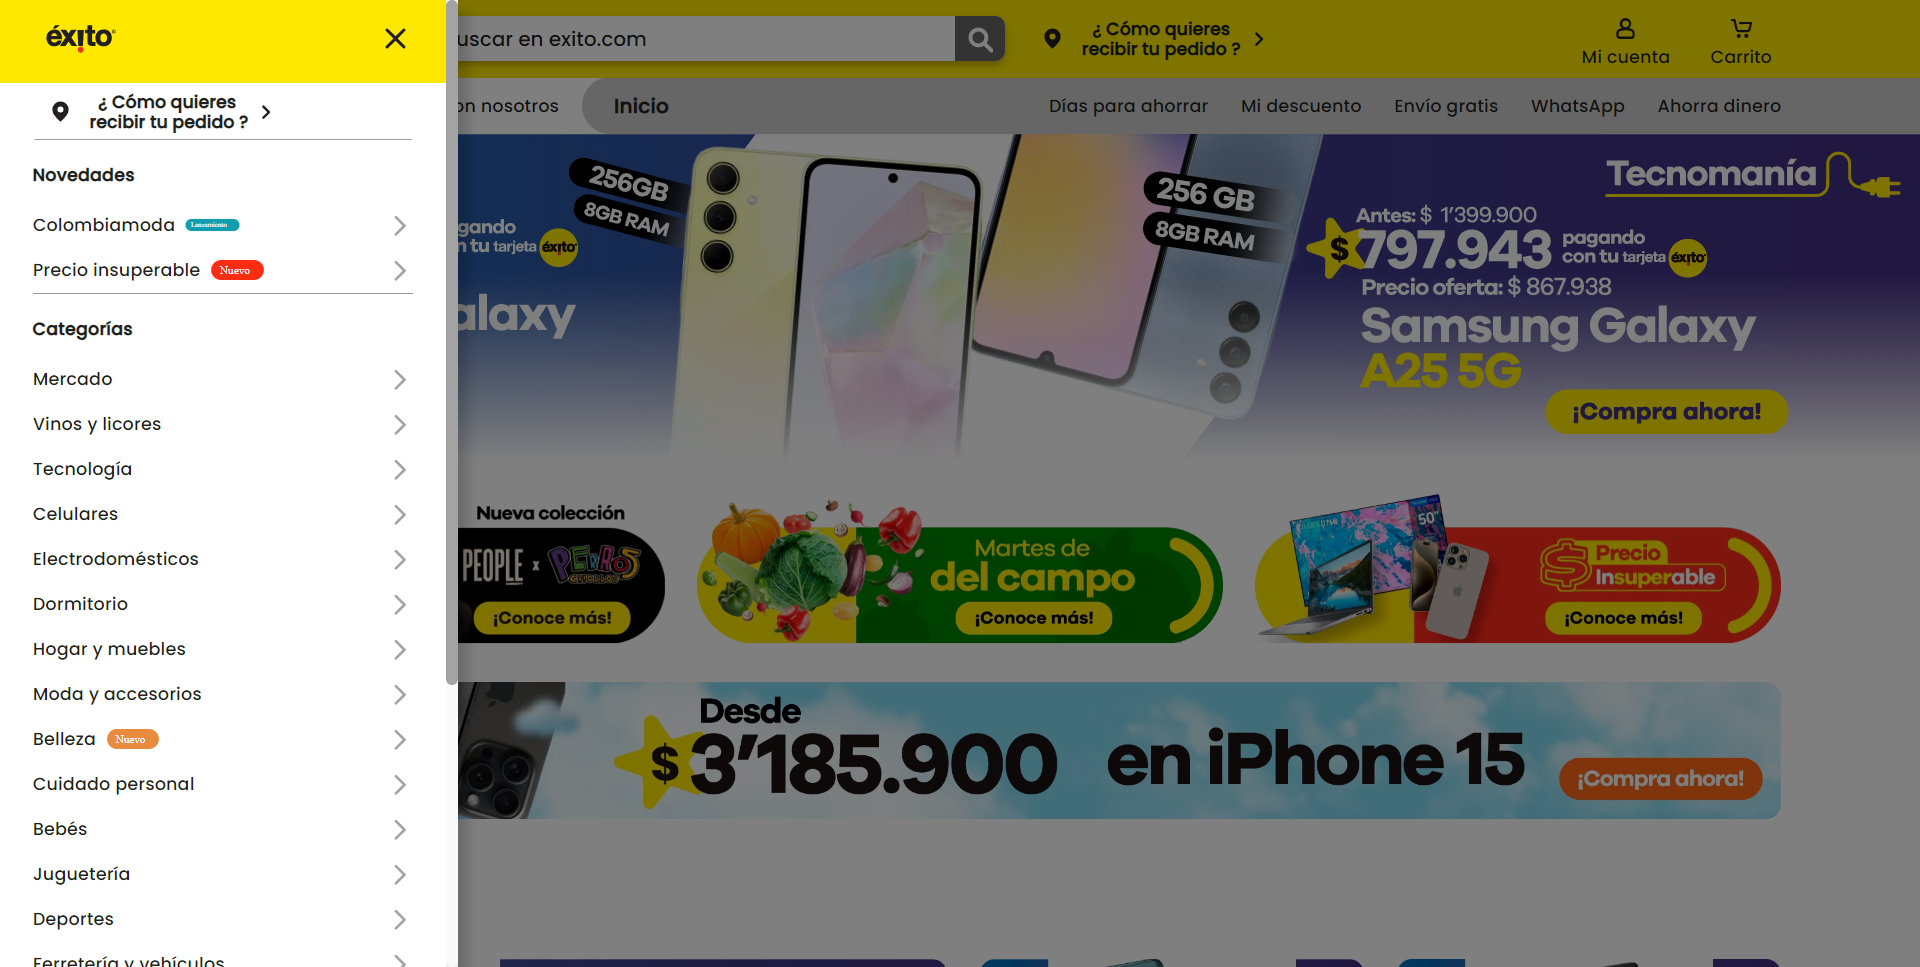 éxito
¿ Cómo quieres
recibir tu pedido ?
Novedades
Colombiamoda Lanzamiento
Precio insuperable Nuevo
Categorías
Mercado
Vinos y licores
Tecnología
Celulares
Electrodomésticos
Dormitorio
Hogar y muebles
Moda y accesorios
Belleza Nuevo
Cuidado personal
Bebés
Juguetería
Deportes
Ferretería y vehículos
uscar en exito.com
¿ Cómo quieres
recibir tu pedido ?
Mi cuenta
Carrito
on nosotros
Inicio
Días para ahorrar
Mi descuento
Envío gratis
WhatsApp
Ahorra dinero
gando
n tu tarjeta éxito
alaxy
256GB
8GB RAM
256 GB
8GB RAM
Tecnomanía
Antes: $ 1'399.900
$ 797.943 pagando
con tu tarjeta éxito
Precio oferta: $ 867.938
Samsung Galaxy
A25 5G
¡Compra ahora!
Nueva colección
PEOPLE x PERROS
CRIOLLOS
¡Conoce más!
Martes de
del campo
¡Conoce más!
50"
Precio
Insuperable
¡Conoce más!
Desde
$ 3'185.900 en iPhone 15
¡Compra ahora!